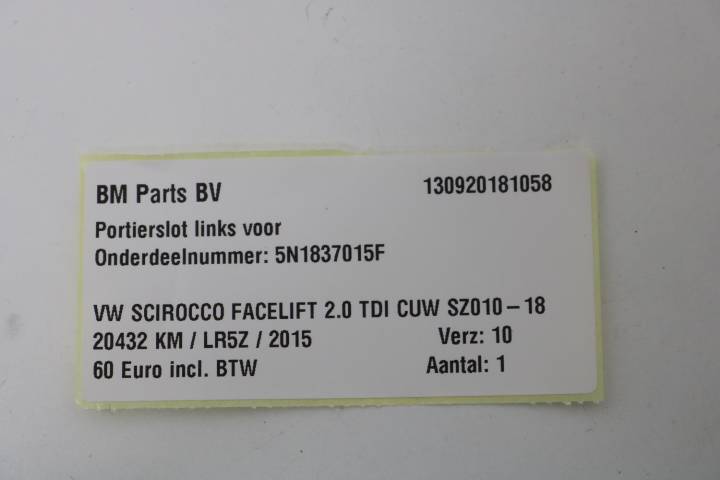 BM Parts BV 130920181058
Portierslot links voor
Onderdeelnummer: 5N1837015F
VW SCIROCCO FACELIFT 2.0 TDI CUW SZ010-18
20432 KM / LR5Z / 2015 Verz: 10
60 Euro incl. BTW Aantal: 1